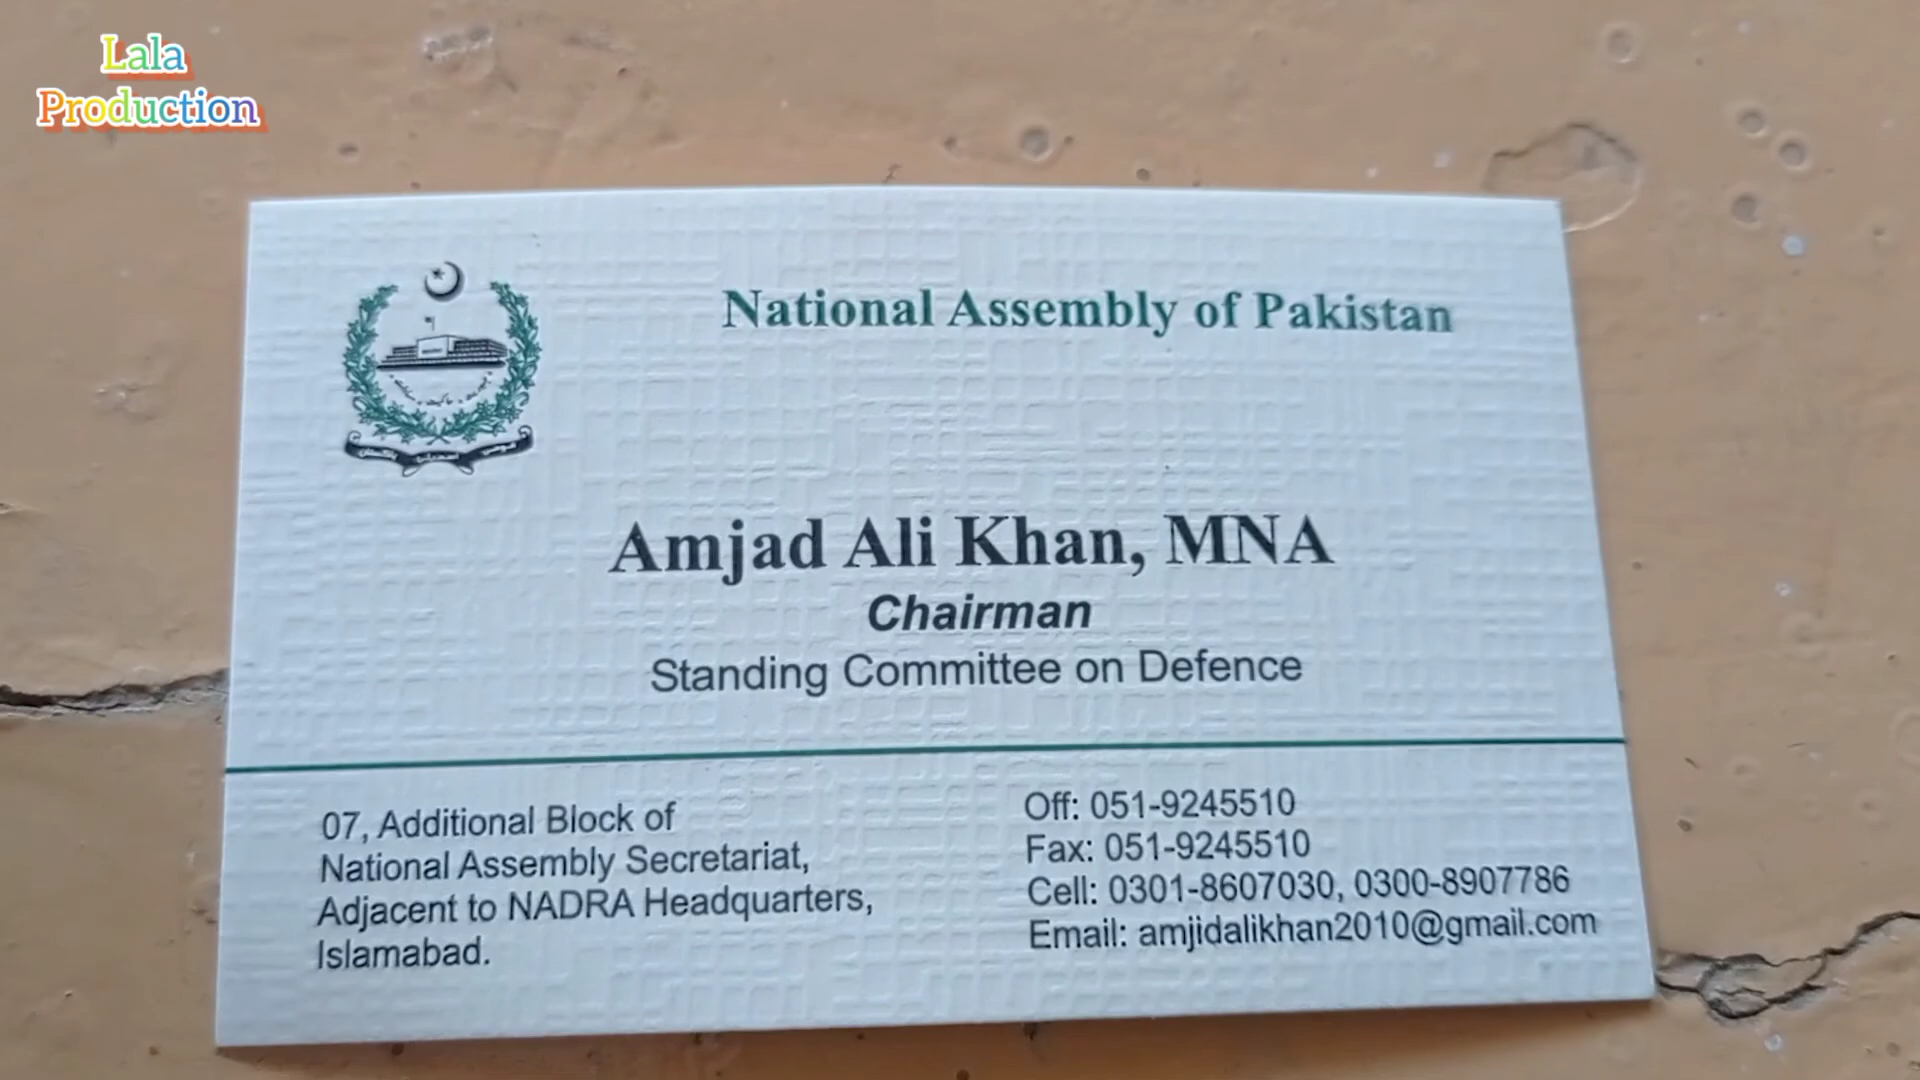 Lala
Production
National Assembly of Pakistan
Amjad Ali Khan, MNA
Chairman
Standing Committee on Defence
07, Additional Block of
National Assembly Secretariat,
Adjacent to NADRA Headquarters,
Islamabad.
Off: 051-9245510
Fax: 051-9245510
Cell: 0301-8607030, 0300-8907786
Email: amjidalikhan2010@gmail.com